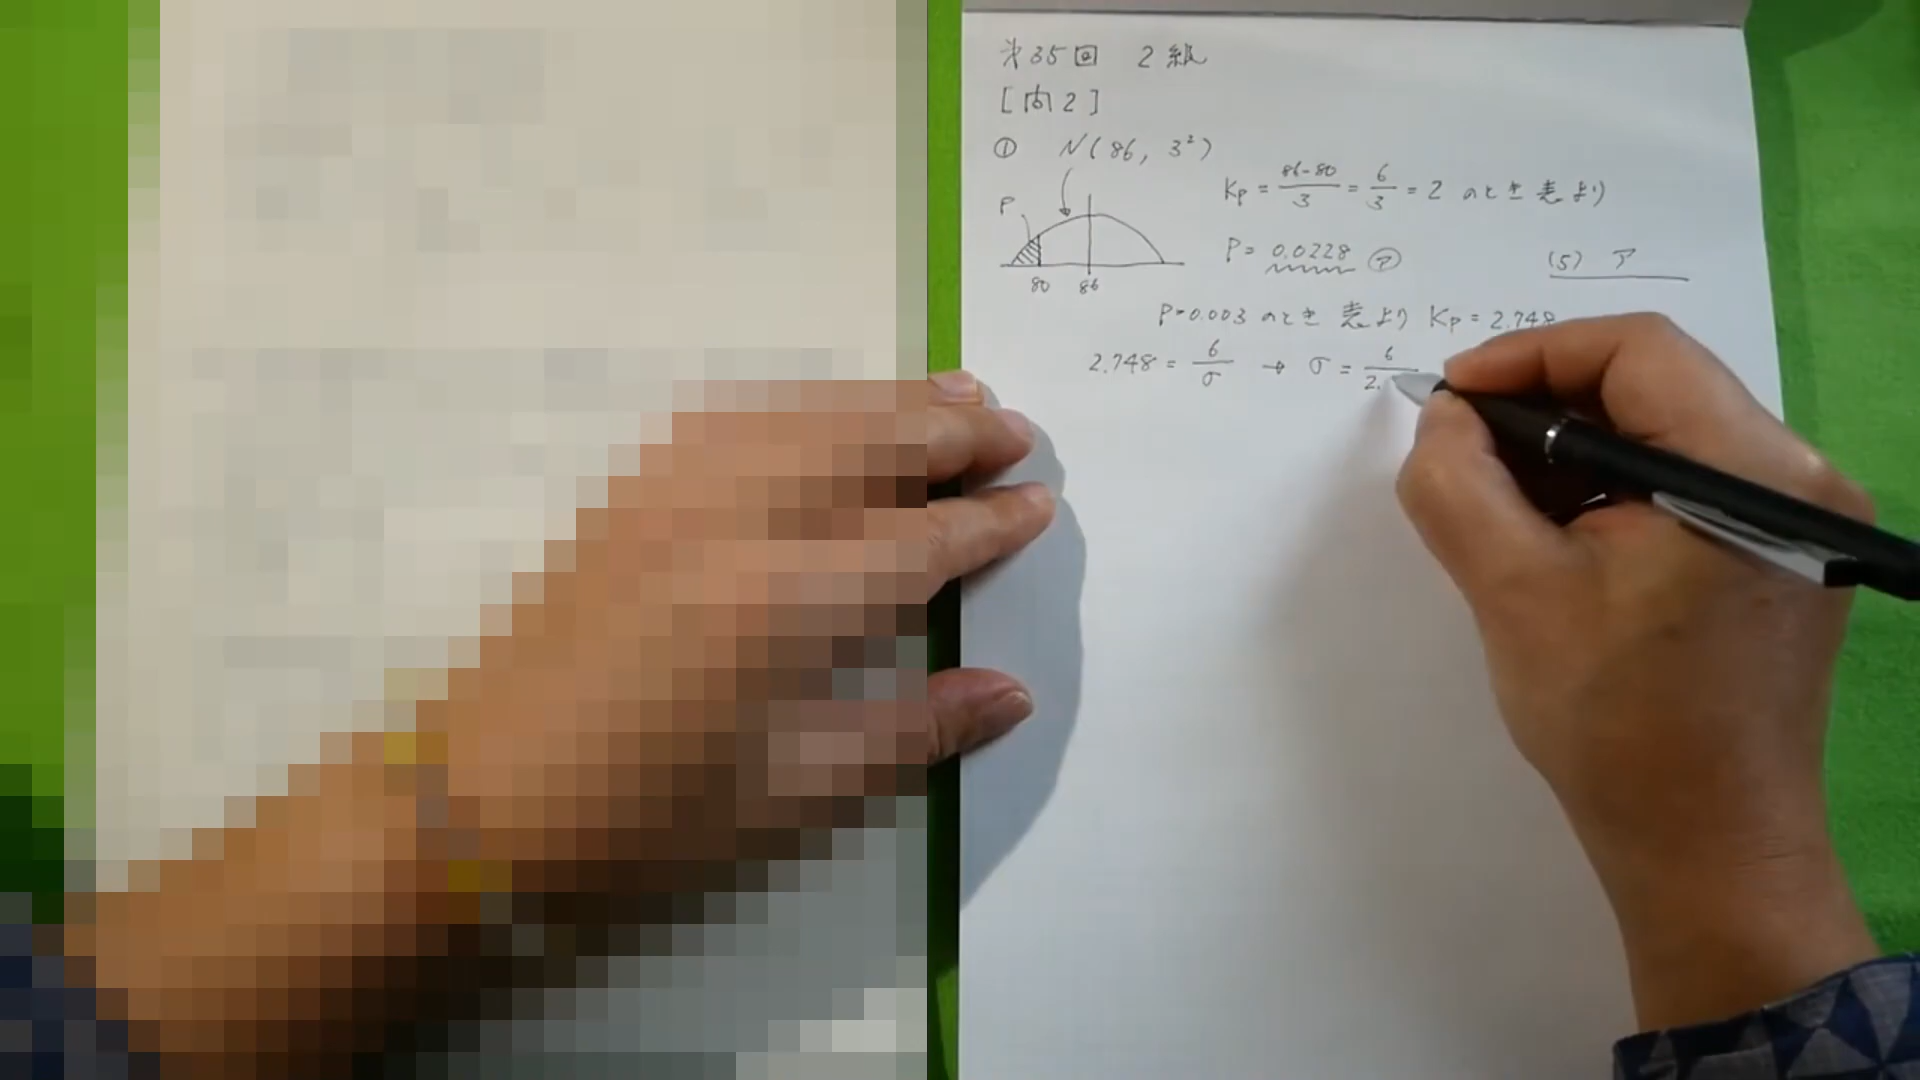 第35回 2級
[問2]
① N(86, 3²)
Kp = 86-80/3 = 6/3 = 2 のとき 表より
P
P = 0.0228 ㋐
(5) ア
80 86
P=0.003 のとき 表より Kp = 2.748
2.748 = 6/σ → σ = 6/2.